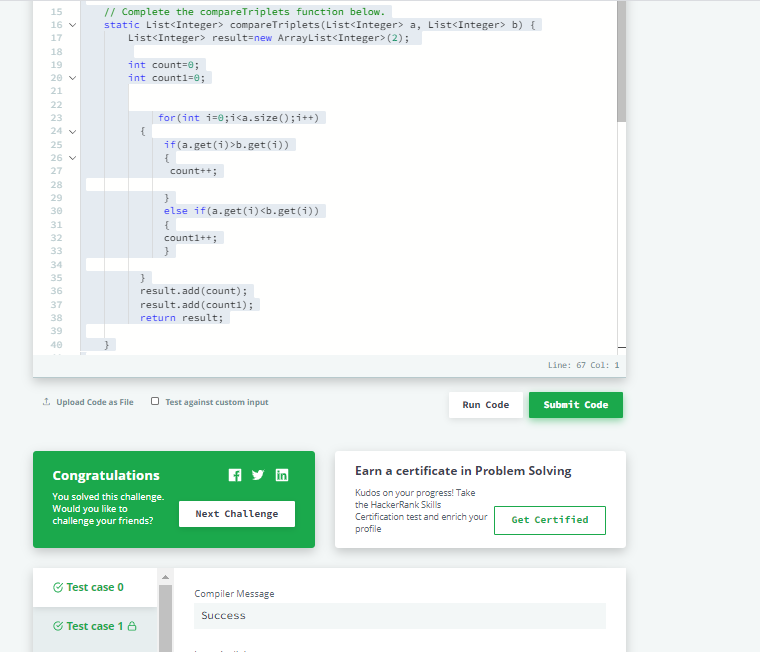 15 // Complete the compareTriplets function below.
16 static List<Integer> compareTriplets(List<Integer> a, List<Integer> b) {
17 List<Integer> result=new ArrayList<Integer>(2);
18
19 int count=0;
20 int count1=0;
21
22
23 for(int i=0;i<a.size();i++)
24 {
25 if(a.get(i)>b.get(i))
26 {
27 count++;
28
29 }
30 else if(a.get(i)<b.get(i))
31 {
32 count1++;
33 }
34
35 }
36 result.add(count);
37 result.add(count1);
38 return result;
39
40 }
Line: 67 Col: 1
Upload Code as File Test against custom input Run Code Submit Code
Congratulations
You solved this challenge.
Would you like to
challenge your friends?
Next Challenge
Earn a certificate in Problem Solving
Kudos on your progress! Take
the HackerRank Skills
Certification test and enrich your
profile
Get Certified
Test case 0
Test case 1
Compiler Message
Success